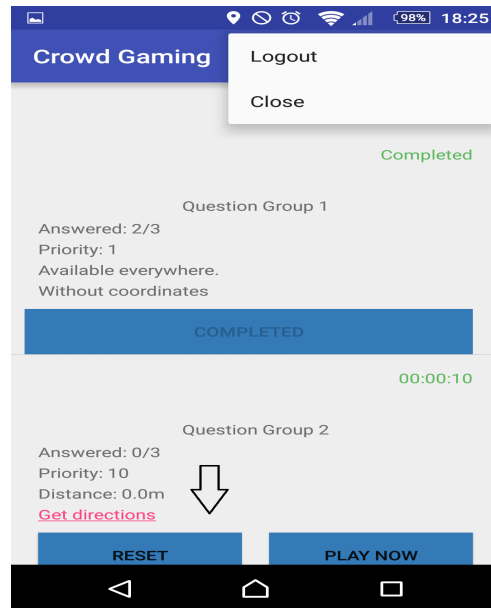 98% 18:25
Crowd Gaming
Logout
Close
Completed
Question Group 1
Answered: 2/3
Priority: 1
Available everywhere.
Without coordinates
COMPLETED
00:00:10
Question Group 2
Answered: 0/3
Priority: 10
Distance: 0.0m
Get directions
RESET PLAY NOW